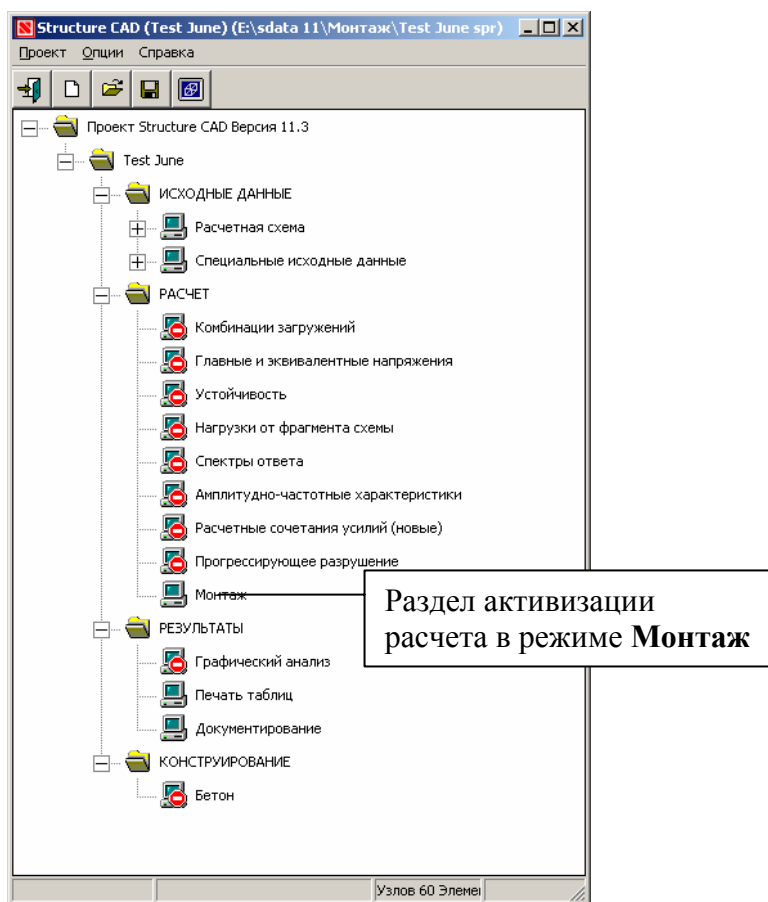 Structure CAD (Test June) (E:\sdata 11\Монтаж\Test June spr)
Проект Опции Справка
Проект Structure CAD Версия 11.3
Test June
ИСХОДНЫЕ ДАННЫЕ
Расчетная схема
Специальные исходные данные
РАСЧЕТ
Комбинации загружений
Главные и эквивалентные напряжения
Устойчивость
Нагрузки от фрагмента схемы
Спектры ответа
Амплитудно-частотные характеристики
Расчетные сочетания усилий (новые)
Прогрессирующее разрушение
Монтаж
Раздел активизации
расчета в режиме Монтаж
РЕЗУЛЬТАТЫ
Графический анализ
Печать таблиц
Документирование
КОНСТРУИРОВАНИЕ
Бетон
Узлов 60 Элемен